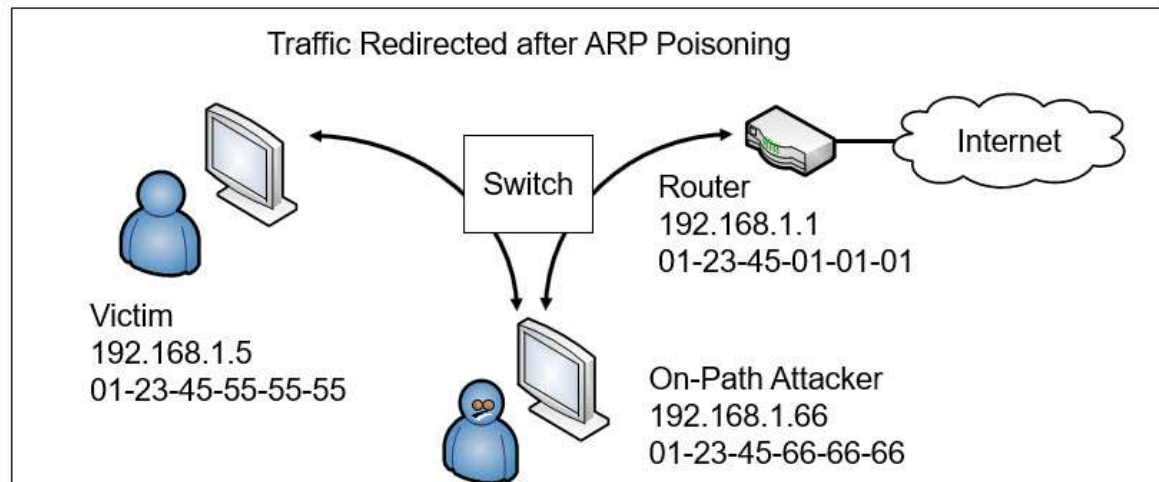 Traffic Redirected after ARP Poisoning
Switch
Internet
Router
192.168.1.1
01-23-45-01-01-01
Victim
192.168.1.5
01-23-45-55-55-55
On-Path Attacker
192.168.1.66
01-23-45-66-66-66